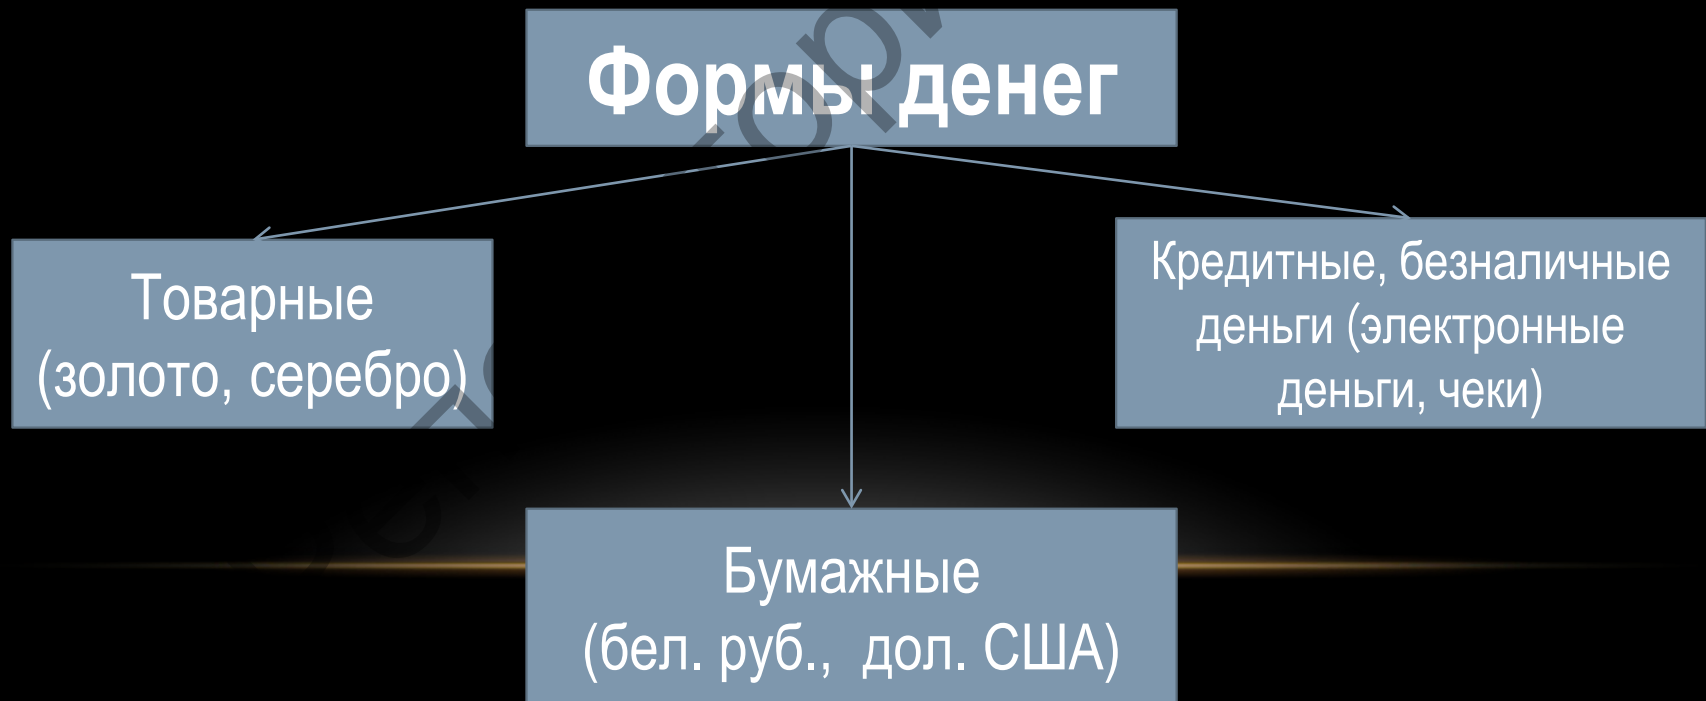 Формы денег
Товарные
(золото, серебро)
Кредитные, безналичные
деньги (электронные
деньги, чеки)
Бумажные
(бел. руб., дол. США)